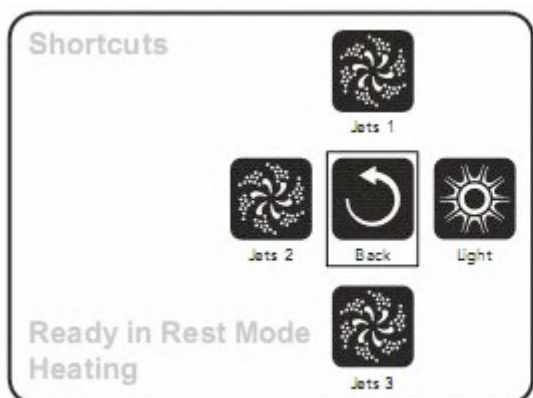 Shortcuts
Jets 1
Jets 2
Back
Light
Ready in Rest Mode
Heating
Jets 3